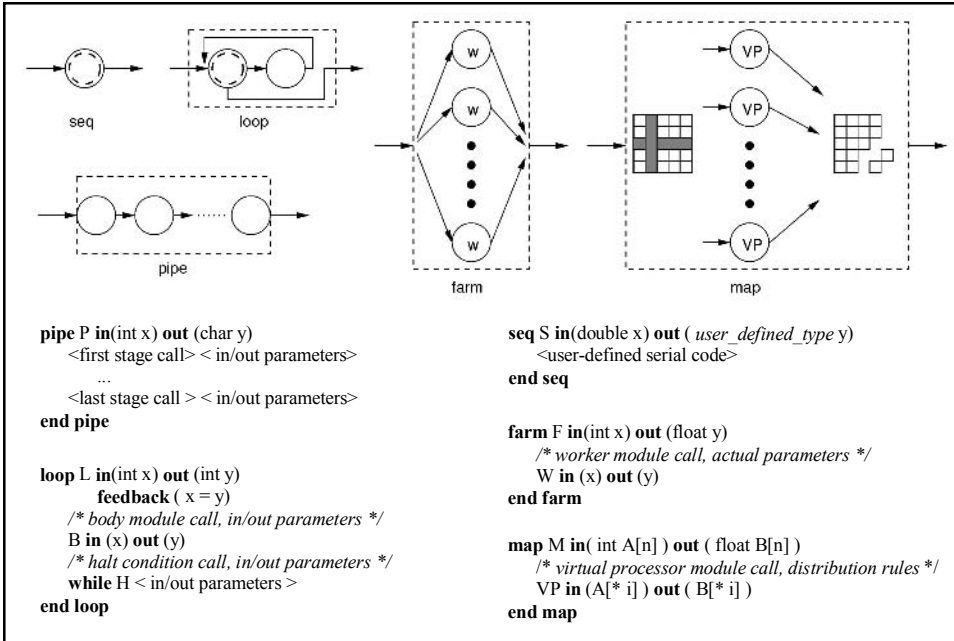 seq
loop
pipe
w
w
w
farm
VP
VP
VP
map
pipe P in(int x) out (char y)
<first stage call> < in/out parameters>
...
<last stage call > < in/out parameters>
end pipe
loop L in(int x) out (int y)
feedback ( x = y)
/* body module call, in/out parameters */
B in (x) out (y)
/* halt condition call, in/out parameters */
while H < in/out parameters >
end loop
seq S in(double x) out ( user_defined_type y)
<user-defined serial code>
end seq
farm F in(int x) out (float y)
/* worker module call, actual parameters */
W in (x) out (y)
end farm
map M in( int A[n] ) out ( float B[n] )
/* virtual processor module call, distribution rules */
VP in (A[* i] ) out ( B[* i] )
end map